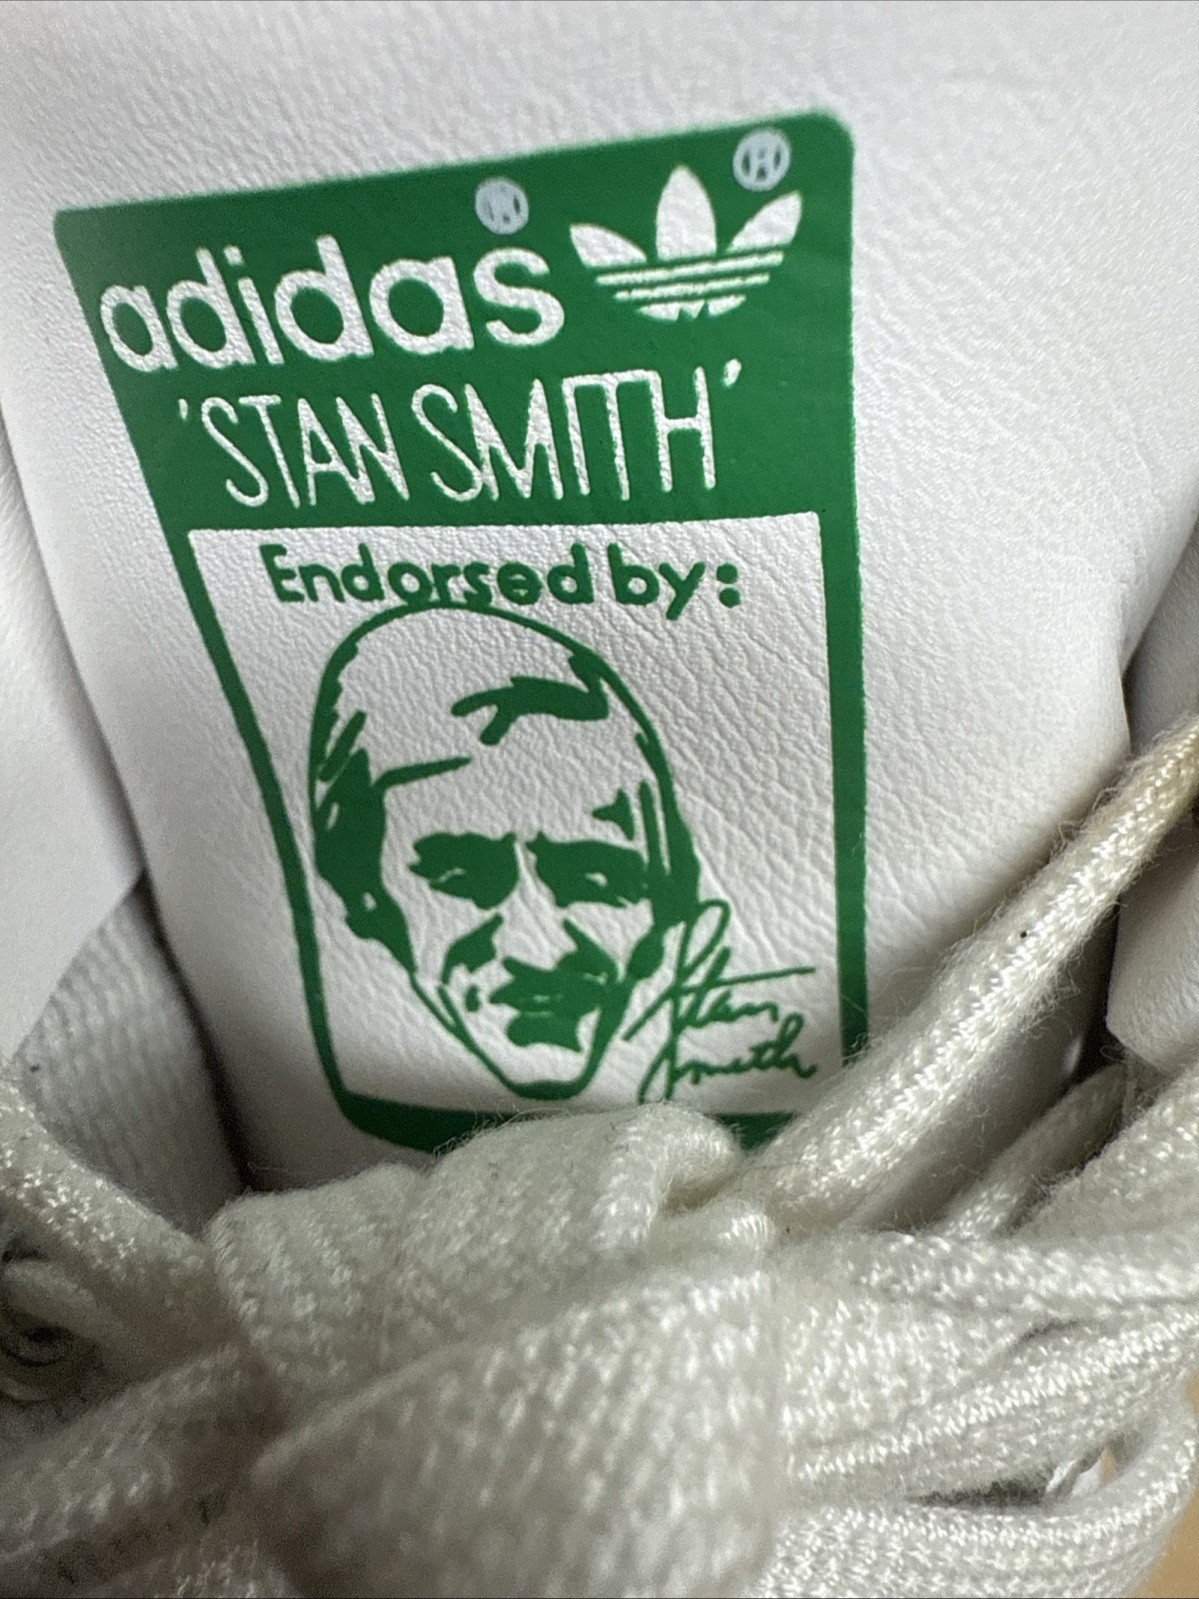 adidas® ®
'STAN SMITH'
Endorsed by:
Stan
Smith